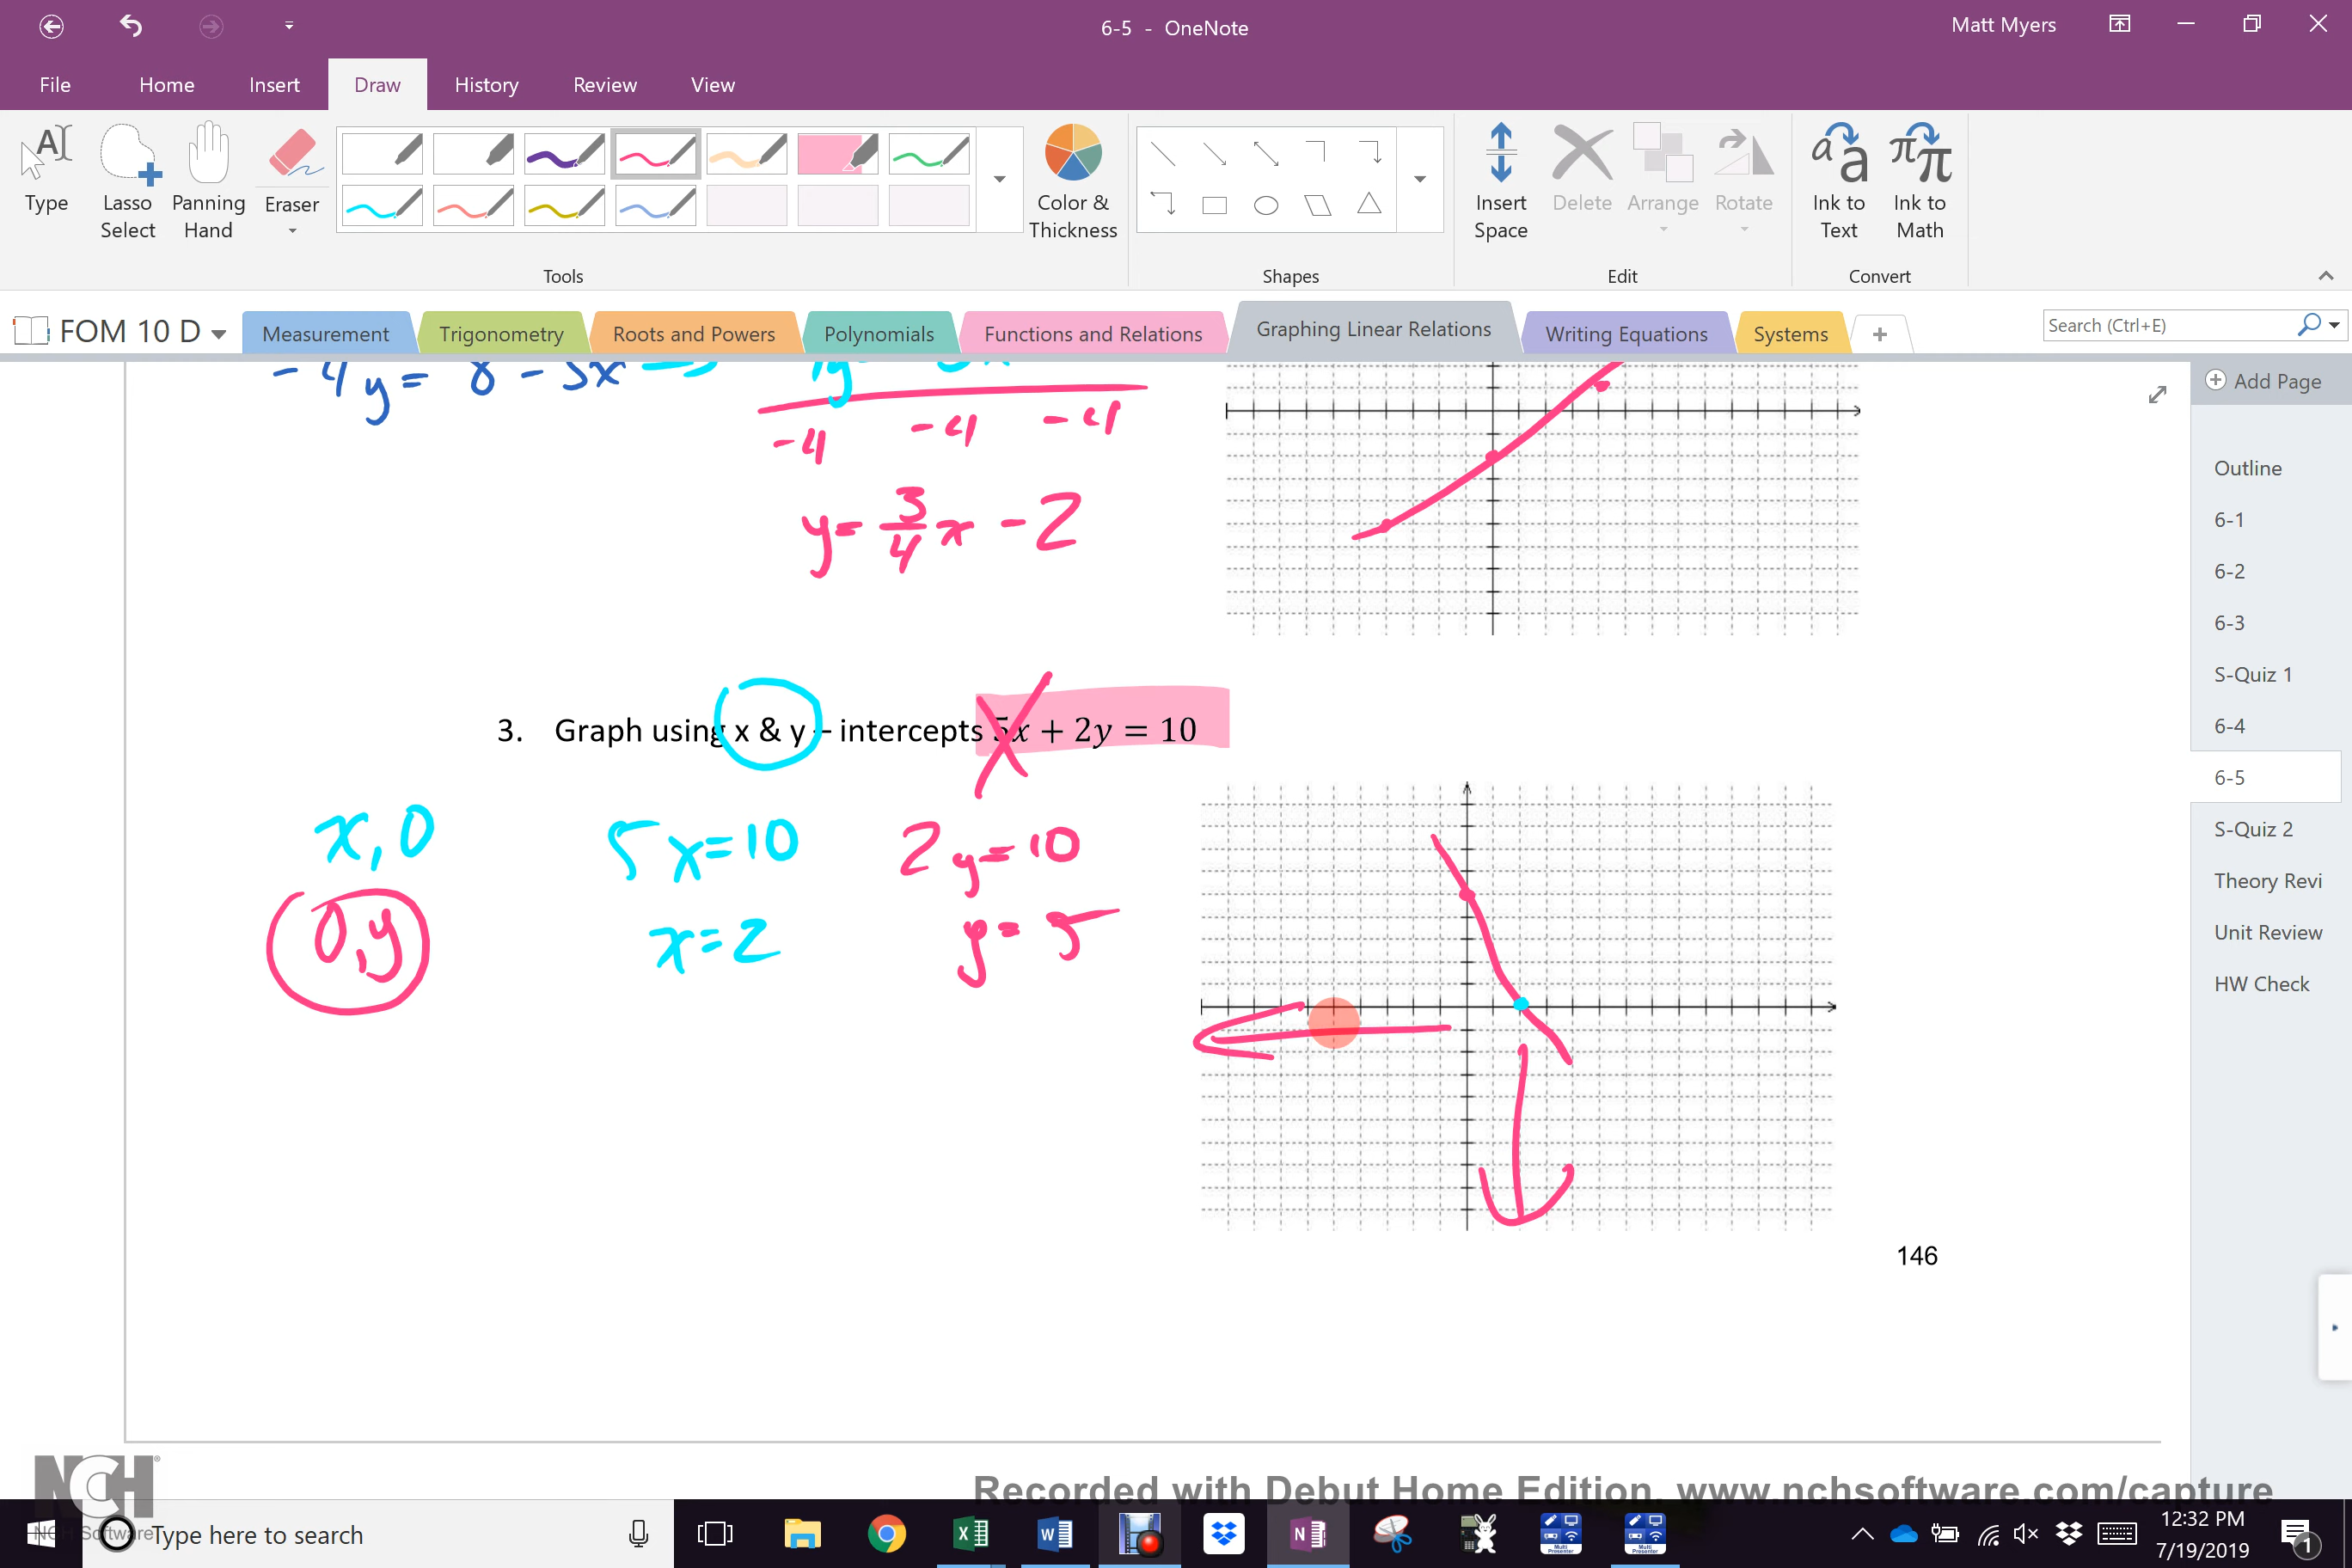 6-5 - OneNote
Matt Myers
File Home Insert Draw History Review View
Type
Lasso Select
Panning Hand
Eraser
Color & Thickness
Insert Space
Delete
Arrange
Rotate
Ink to Text
Ink to Math
Tools Shapes Edit Convert
FOM 10 D
Measurement Trigonometry Roots and Powers Polynomials Functions and Relations Graphing Linear Relations Writing Equations Systems
Search (Ctrl+E)
Add Page
Outline
6-1
6-2
6-3
S-Quiz 1
6-4
6-5
S-Quiz 2
Theory Revi
Unit Review
HW Check
-4y = 8 - 3x
-4 -4 -4
y = 3/4 x - 2
3. Graph using x & y – intercepts 5x + 2y = 10
x, 0 5x = 10 2y = 10
0, y x = 2 y = 5
146
NCH
NCH Software
Recorded with Debut Home Edition. www.nchsoftware.com/capture
Type here to search
12:32 PM
7/19/2019
1